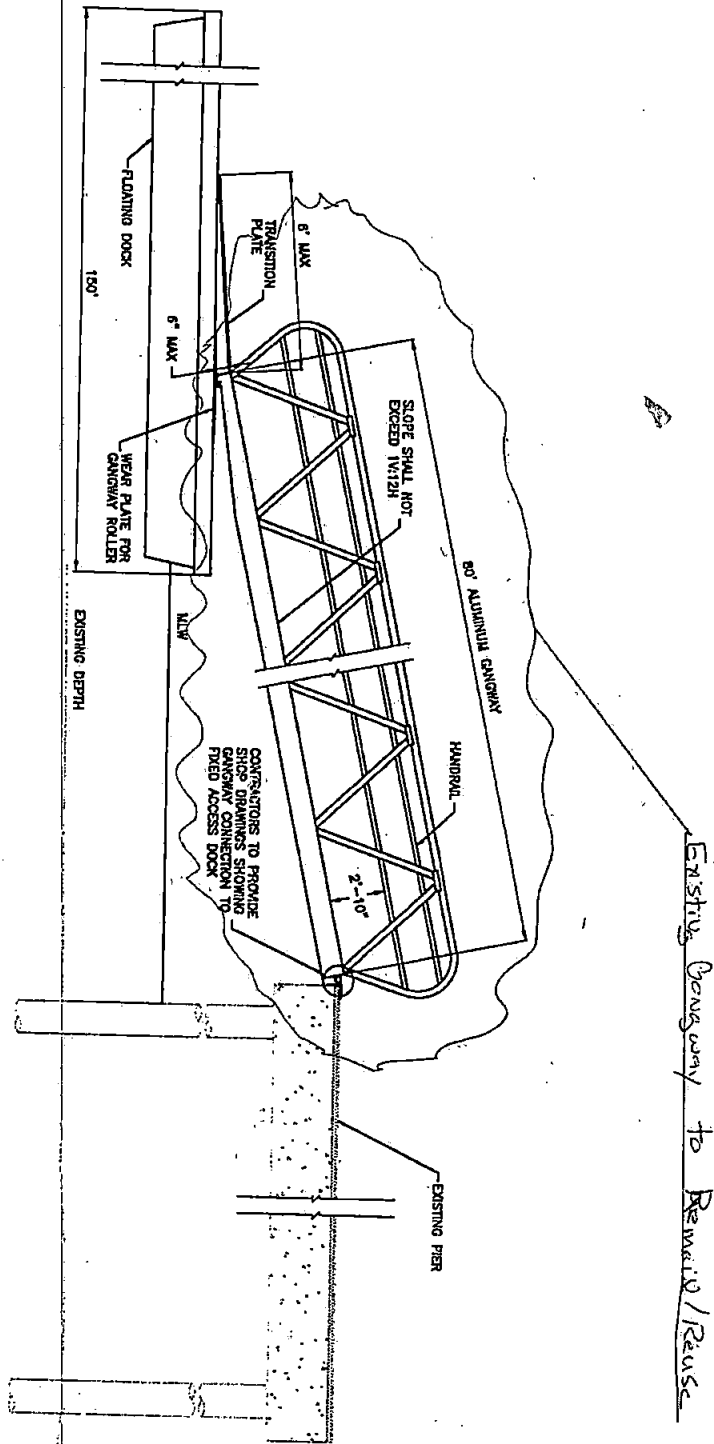 Existing Gangway to Remain/Reuse
80' ALUMINUM GANGWAY
HANDRAIL
EXISTING PIER
6' MAX
SLOPE SHALL NOT
EXCEED 1V:12H
2'-10"
TRANSITION
PLATE
6" MAX
CONTRACTORS TO PROVIDE
SHOP DRAWINGS SHOWING
GANGWAY CONNECTION TO
FIXED ACCESS DOCK
FLOATING DOCK
WEAR PLATE FOR
GANGWAY ROLLER
MLW
150'
EXISTING DEPTH